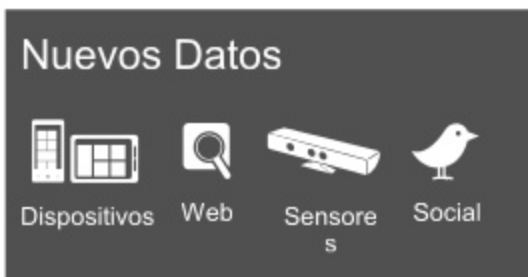 Nuevos Datos
Dispositivos
Web
Sensore
s
Social